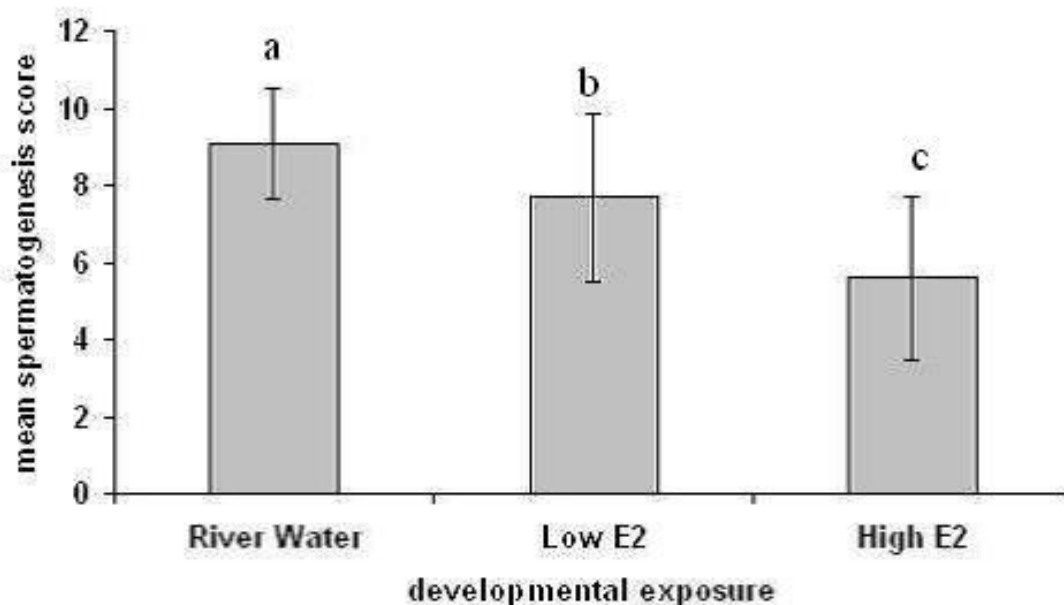 mean spermatogenesis score
12
10
8
6
4
2
0
a
b
c
River Water Low E2 High E2
developmental exposure